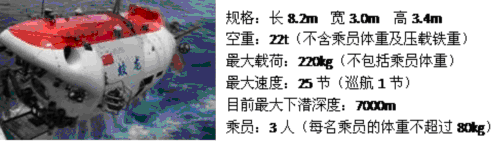 规格：长 8.2m 宽 3.0m 高 3.4m
空重：22t（不含乘员体重及压载铁重）
最大载荷：220kg（不包括乘员体重）
最大速度：25 节（巡航 1 节）
目前最大下潜深度：7000m
乘员：3 人（每名乘员的体重不超过 80kg）
蛟龙